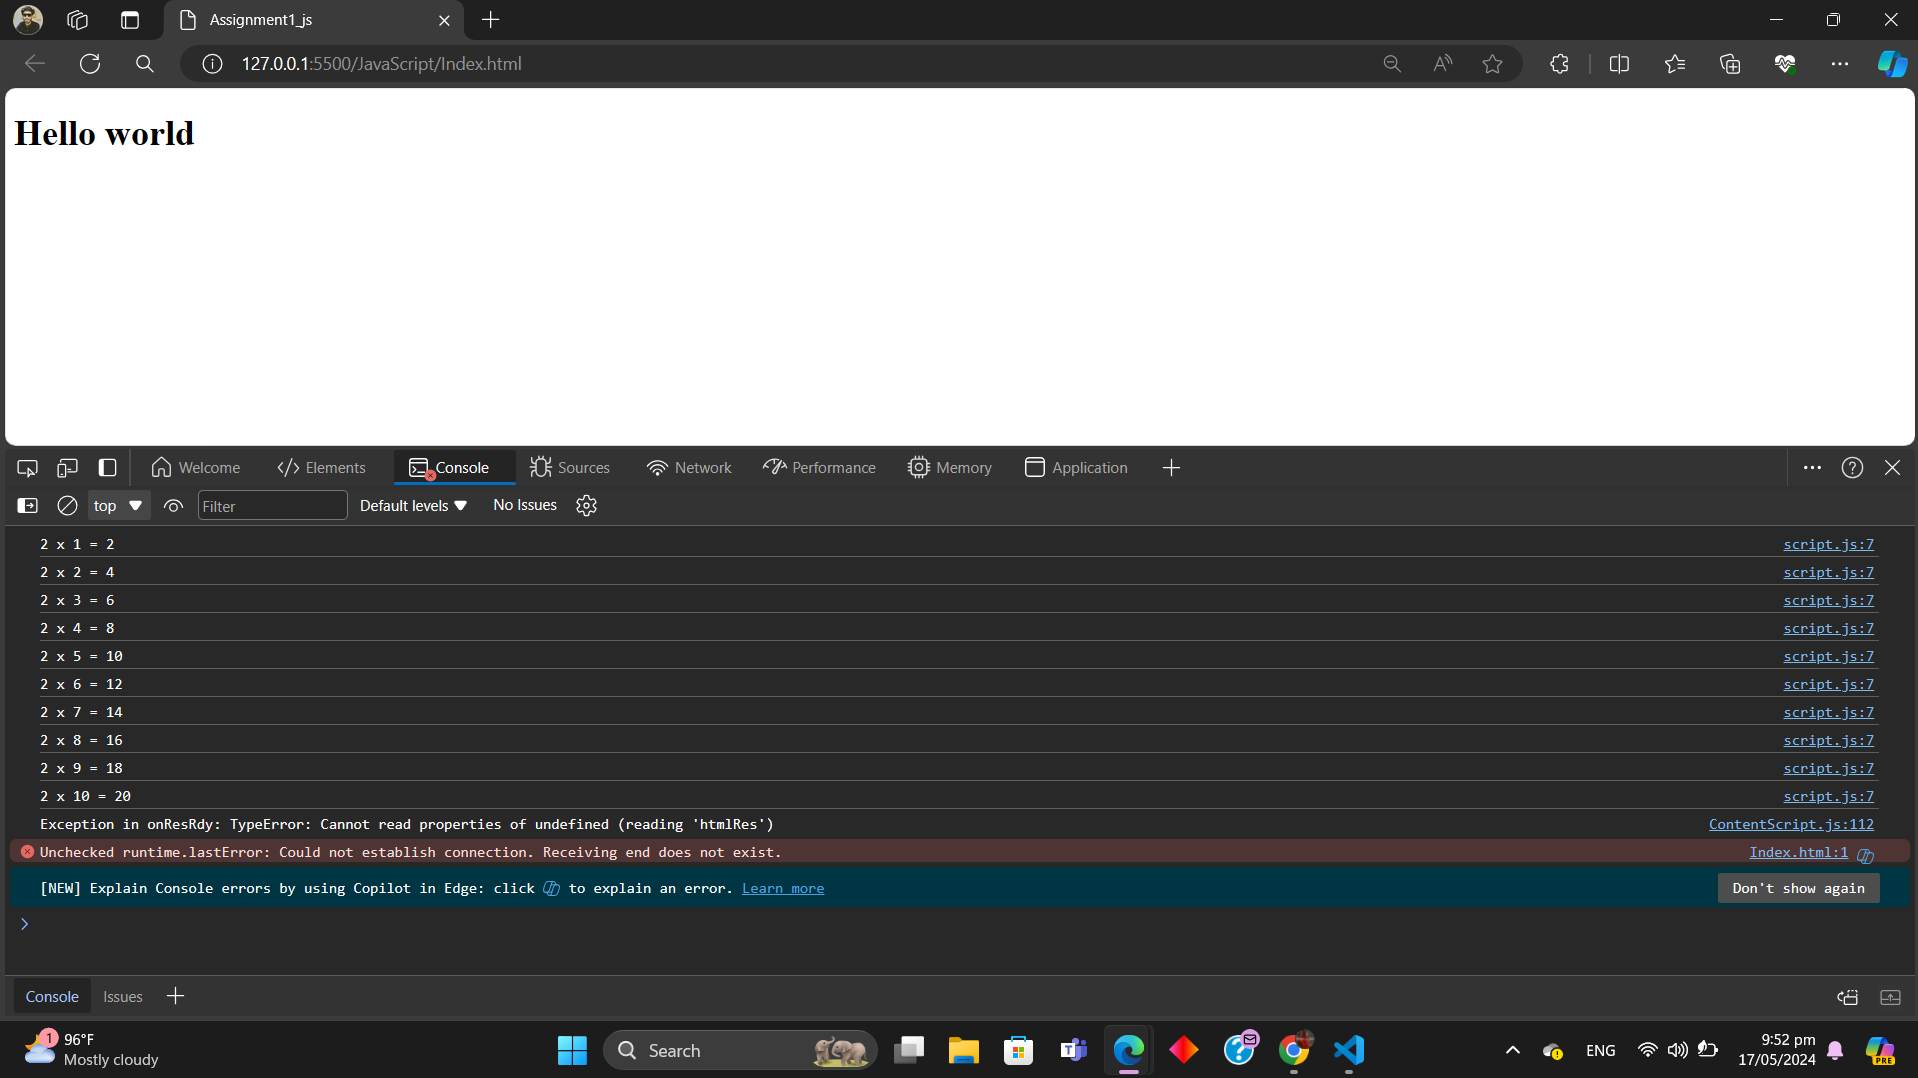 Assignment1_js
127.0.0.1:5500/JavaScript/Index.html
Hello world
Welcome Elements Console Sources Network Performance Memory Application
top Filter Default levels No Issues
2 x 1 = 2 script.js:7
2 x 2 = 4 script.js:7
2 x 3 = 6 script.js:7
2 x 4 = 8 script.js:7
2 x 5 = 10 script.js:7
2 x 6 = 12 script.js:7
2 x 7 = 14 script.js:7
2 x 8 = 16 script.js:7
2 x 9 = 18 script.js:7
2 x 10 = 20 script.js:7
Exception in onResRdy: TypeError: Cannot read properties of undefined (reading 'htmlRes') ContentScript.js:112
Unchecked runtime.lastError: Could not establish connection. Receiving end does not exist. Index.html:1
[NEW] Explain Console errors by using Copilot in Edge: click to explain an error. Learn more Don't show again
Console Issues
1 96°F
Mostly cloudy
Search
ENG
9:52 pm
17/05/2024
PRE